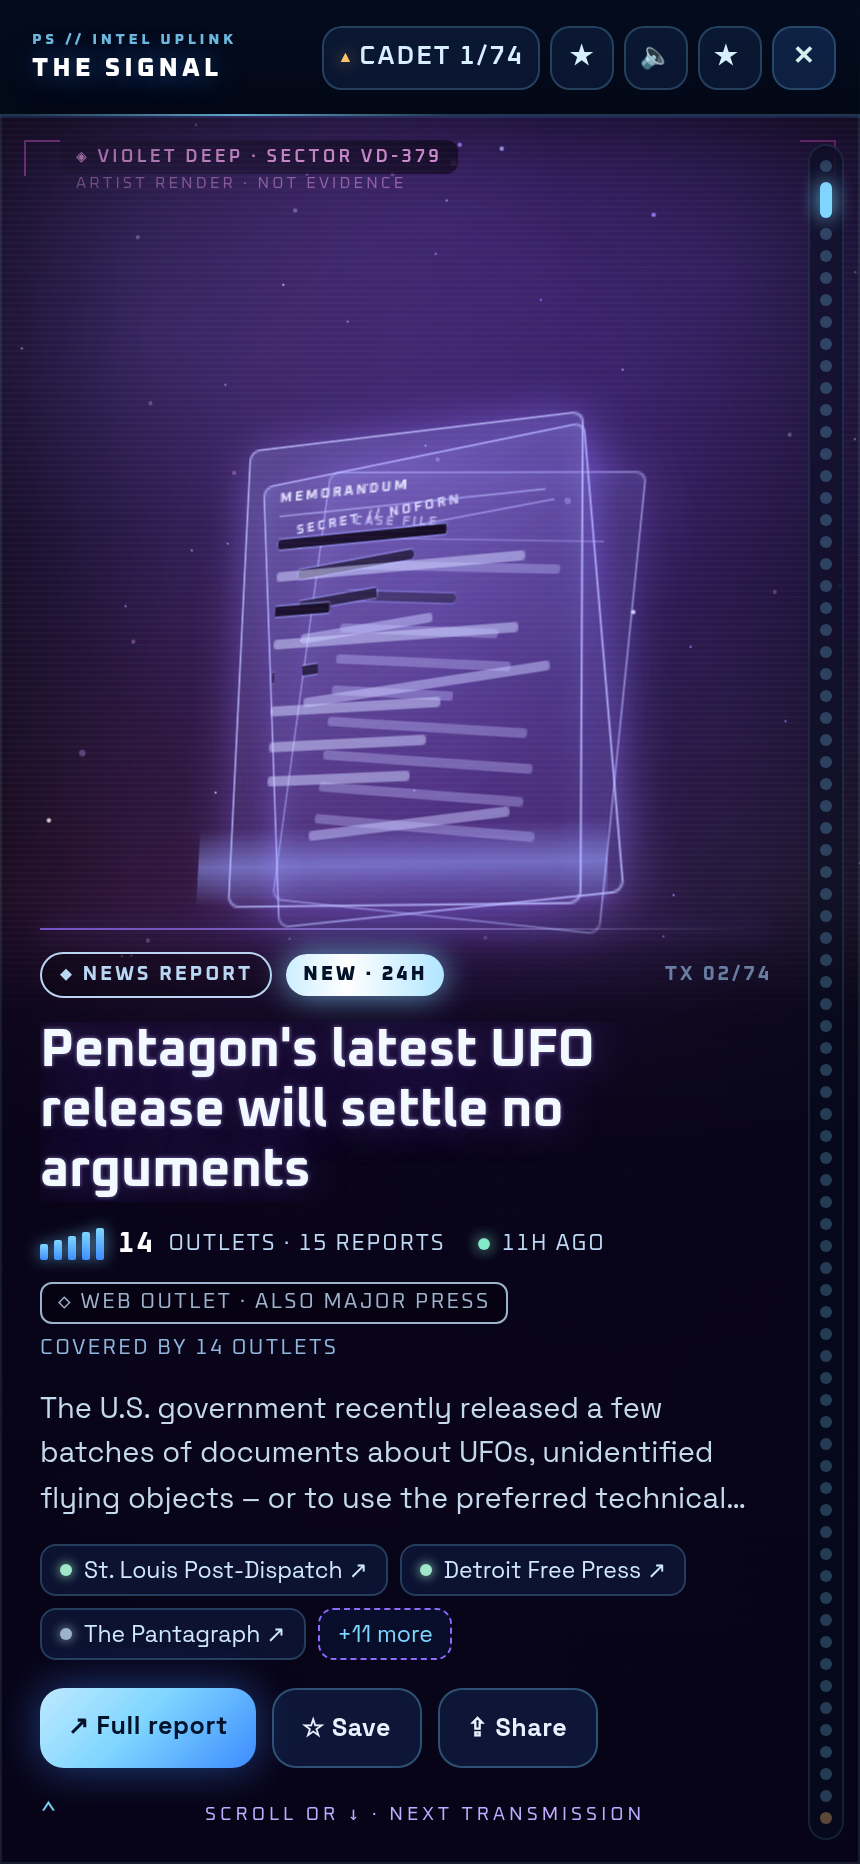 PS // INTEL UPLINK
THE SIGNAL
▲ CADET 1/74
★
★
✕
◈ VIOLET DEEP · SECTOR VD-379
ARTIST RENDER · NOT EVIDENCE
MEMORANDUM
SECRET // NOFORN
CASE FILE
◆ NEWS REPORT
NEW · 24H
TX 02/74
Pentagon's latest UFO
release will settle no
arguments
14 OUTLETS · 15 REPORTS
11H AGO
◇ WEB OUTLET · ALSO MAJOR PRESS
COVERED BY 14 OUTLETS
The U.S. government recently released a few
batches of documents about UFOs, unidentified
flying objects – or to use the preferred technical...
St. Louis Post-Dispatch ↗
Detroit Free Press ↗
The Pantagraph ↗
+11 more
↗ Full report
☆ Save
⇪ Share
^
SCROLL OR ↓ · NEXT TRANSMISSION